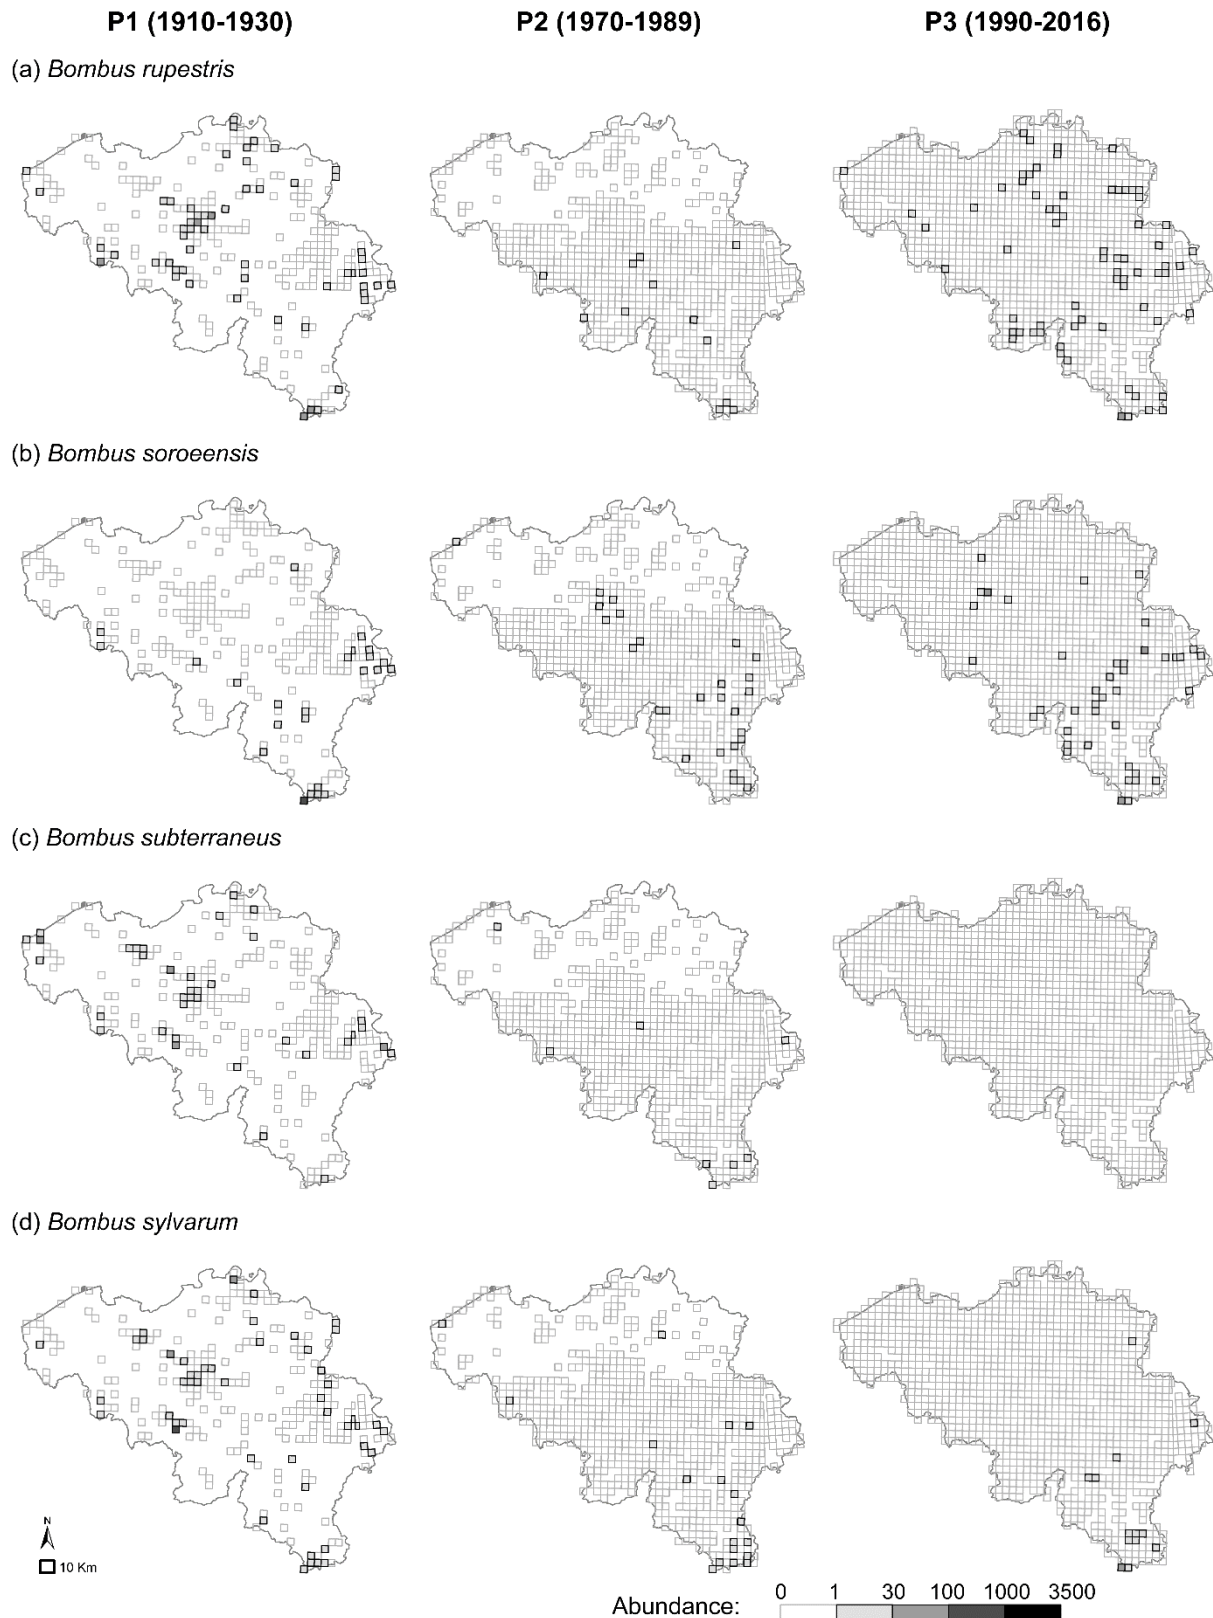 P1 (1910-1930) P2 (1970-1989) P3 (1990-2016)
(a) Bombus rupestris
(b) Bombus soroeensis
(c) Bombus subterraneus
(d) Bombus sylvarum
N
10 Km
0 1 30 100 1000 3500
Abundance: